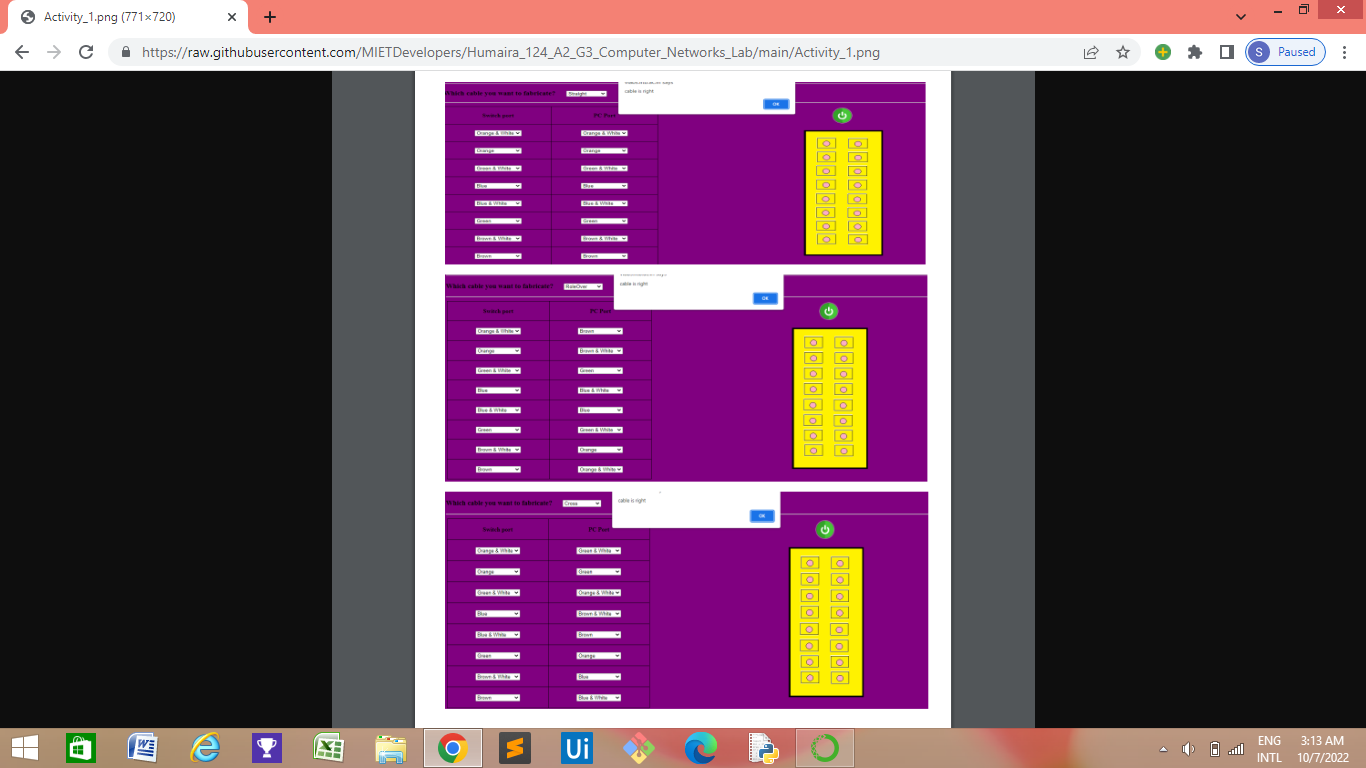 Activity_1.png (771×720)
https://raw.githubusercontent.com/MIETDevelopers/Humaira_124_A2_G3_Computer_Networks_Lab/main/Activity_1.png
S Paused
Which cable you want to fabricate? Straight
cable is right
OK
Switch port PC Port
Orange & White Orange & White
Orange Orange
Green & White Green & White
Blue Blue
Blue & White Blue & White
Green Green
Brown & White Brown & White
Brown Brown
Which cable you want to fabricate? RoleOver
cable is right
OK
Switch port PC Port
Orange & White Brown
Orange Brown & White
Green & White Green
Blue Blue & White
Blue & White Blue
Green Green & White
Brown & White Orange
Brown Orange & White
Which cable you want to fabricate? Cross
cable is right
OK
Switch port PC Port
Orange & White Green & White
Orange Green
Green & White Orange & White
Blue Brown & White
Blue & White Brown
Green Orange
Brown & White Blue
Brown Blue & White
Ui
ENG 3:13 AM
INTL 10/7/2022